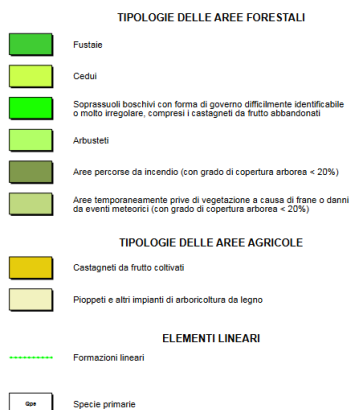 TIPOLOGIE DELLE AREE FORESTALI
Fustaie
Cedui
Soprassuoli boschivi con forma di governo difficilmente identificabile
o molto irregolare, compresi i castagneti da frutto abbandonati
Arbusteti
Aree percorse da incendio (con grado di copertura arborea < 20%)
Aree temporaneamente prive di vegetazione a causa di frane o danni
da eventi meteorici (con grado di copertura arborea < 20%)
TIPOLOGIE DELLE AREE AGRICOLE
Castagneti da frutto coltivati
Pioppeti e altri impianti di arboricoltura da legno
ELEMENTI LINEARI
Formazioni lineari
Qpe Specie primarie